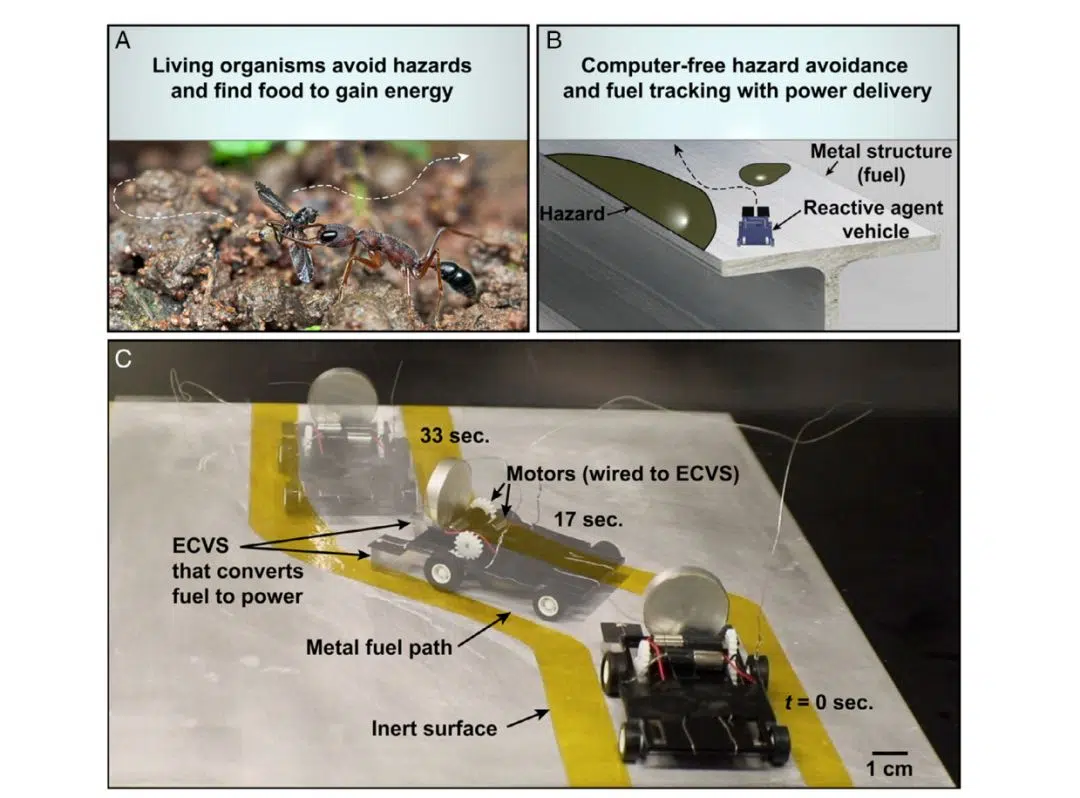 A
Living organisms avoid hazards
and find food to gain energy
B
Computer-free hazard avoidance
and fuel tracking with power delivery
Metal structure
(fuel)
Hazard
Reactive agent
vehicle
C
33 sec.
Motors (wired to ECVS)
17 sec.
ECVS
that converts
fuel to power
Metal fuel path
t = 0 sec.
Inert surface
1 cm